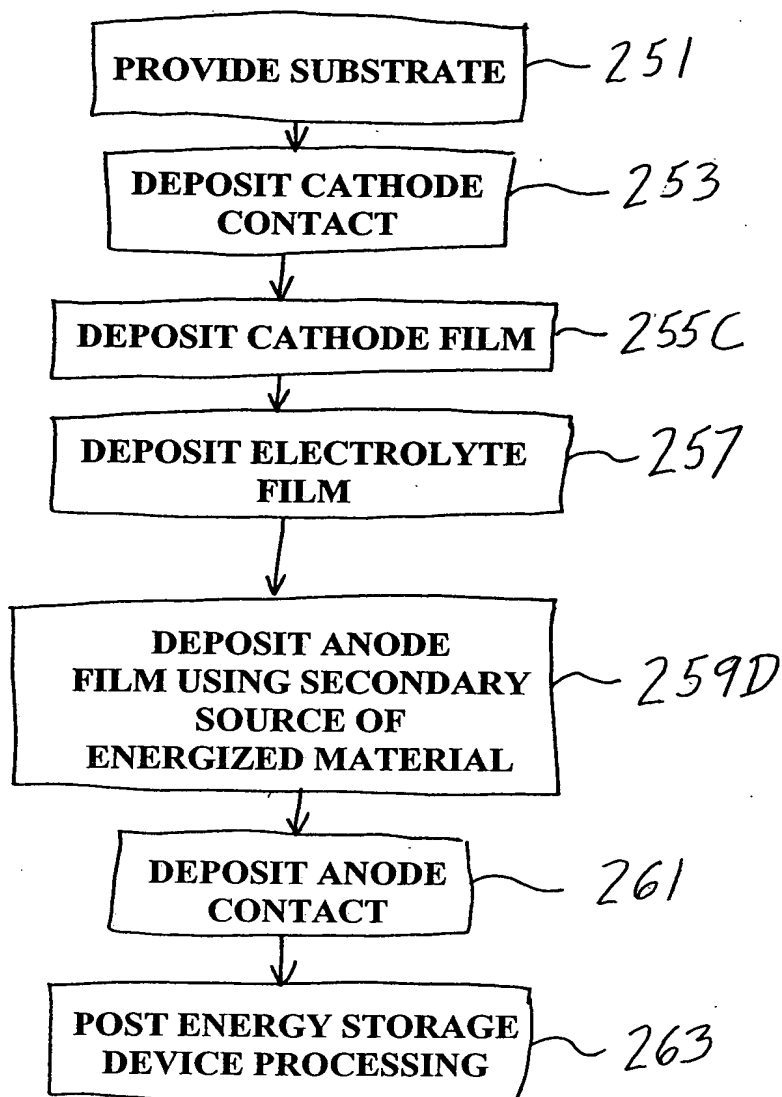 PROVIDE SUBSTRATE 251
DEPOSIT CATHODE 253
CONTACT
DEPOSIT CATHODE FILM 255C
DEPOSIT ELECTROLYTE 257
FILM
DEPOSIT ANODE
FILM USING SECONDARY 259D
SOURCE OF
ENERGIZED MATERIAL
DEPOSIT ANODE 261
CONTACT
POST ENERGY STORAGE
DEVICE PROCESSING 263